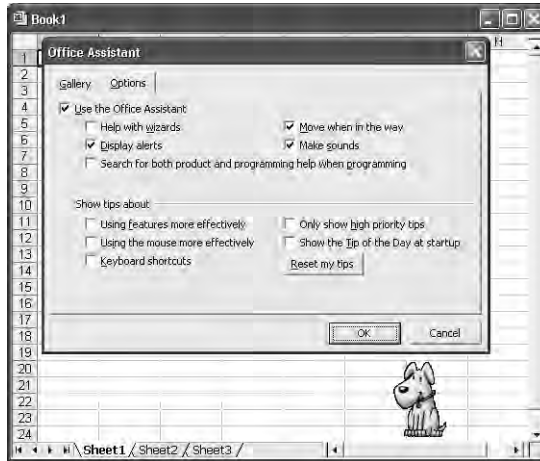 Book1
H
Office Assistant
Gallery Options
Use the Office Assistant
Help with wizards
Move when in the way
Display alerts
Make sounds
Search for both product and programming help when programming
Show tips about
Using features more effectively
Only show high priority tips
Using the mouse more effectively
Show the Tip of the Day at startup
Keyboard shortcuts
Reset my tips
OK Cancel
1
2
3
4
5
6
7
8
9
10
11
12
13
14
15
16
17
18
19
20
21
22
23
24
Sheet1 / Sheet2 / Sheet3 /